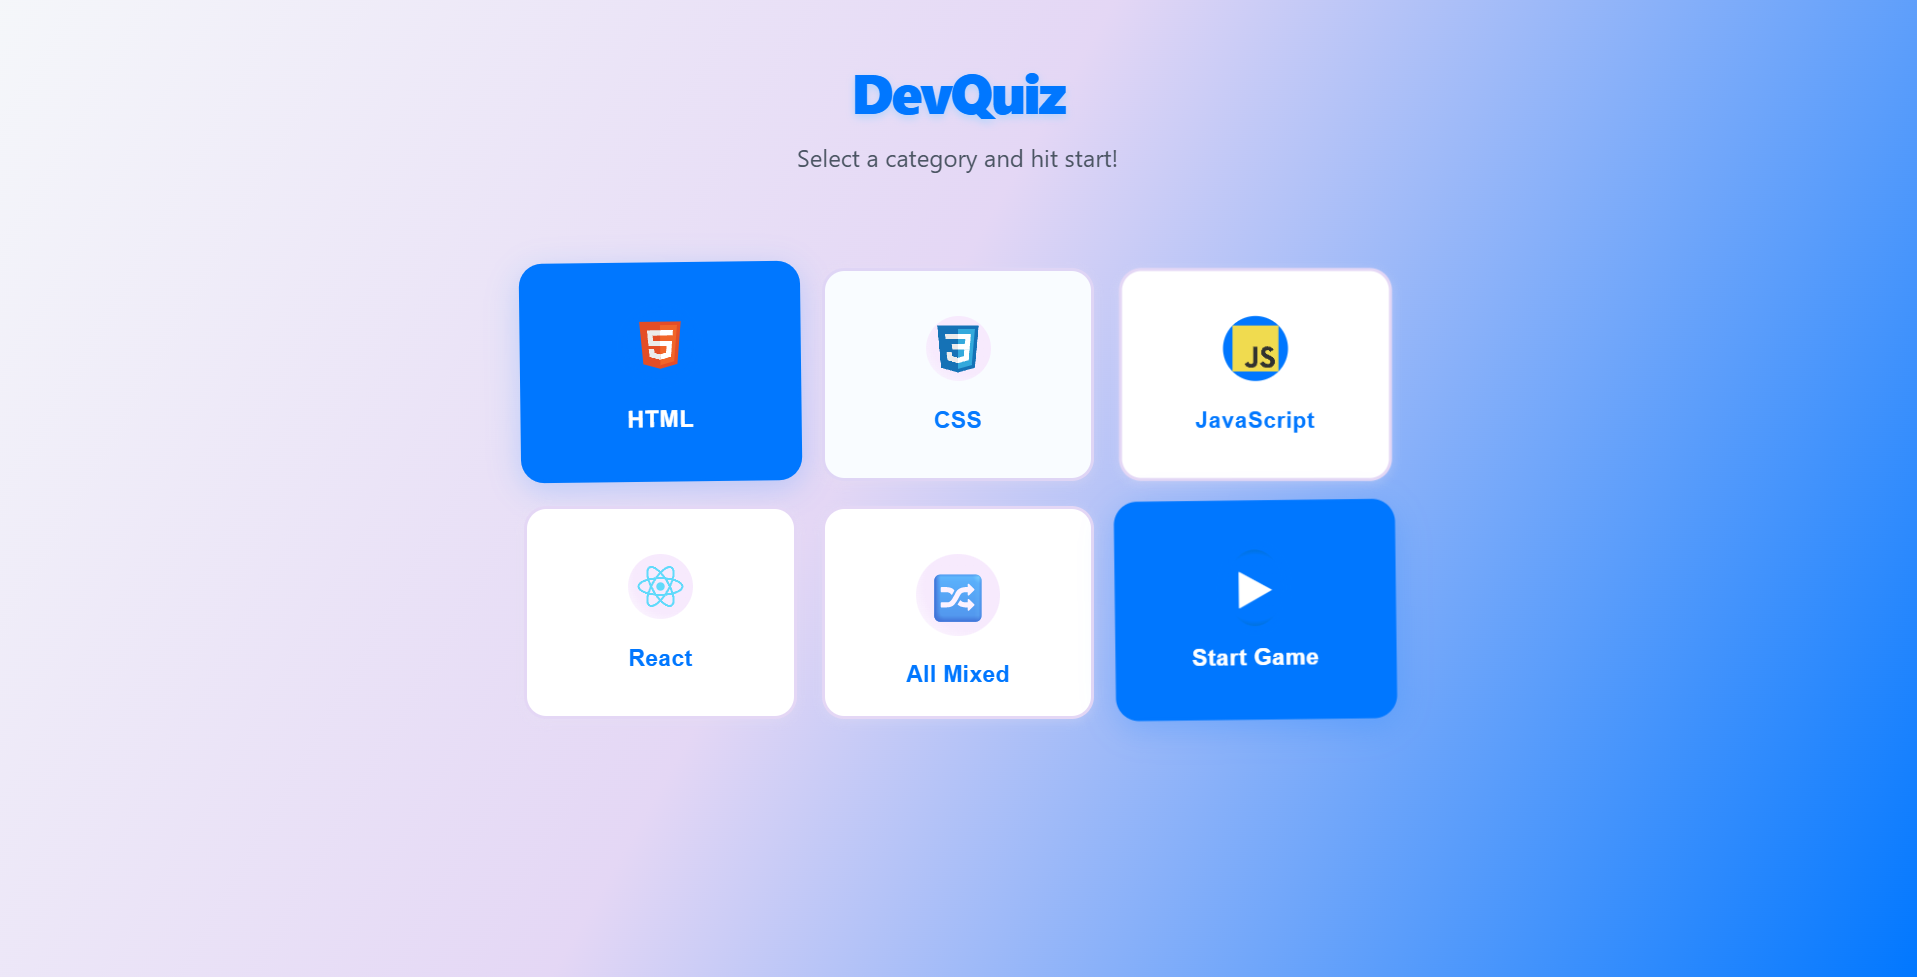 DevQuiz
Select a category and hit start!
5
HTML
3
CSS
JS
JavaScript
React
All Mixed
Start Game